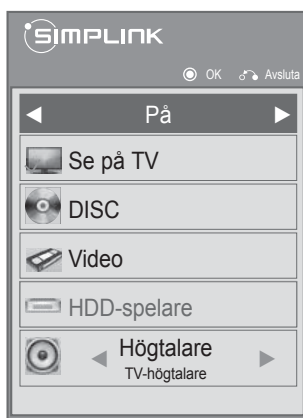 SIMPLINK
OK Avsluta
På
Se på TV
DISC
Video
HDD-spelare
Högtalare
TV-högtalare